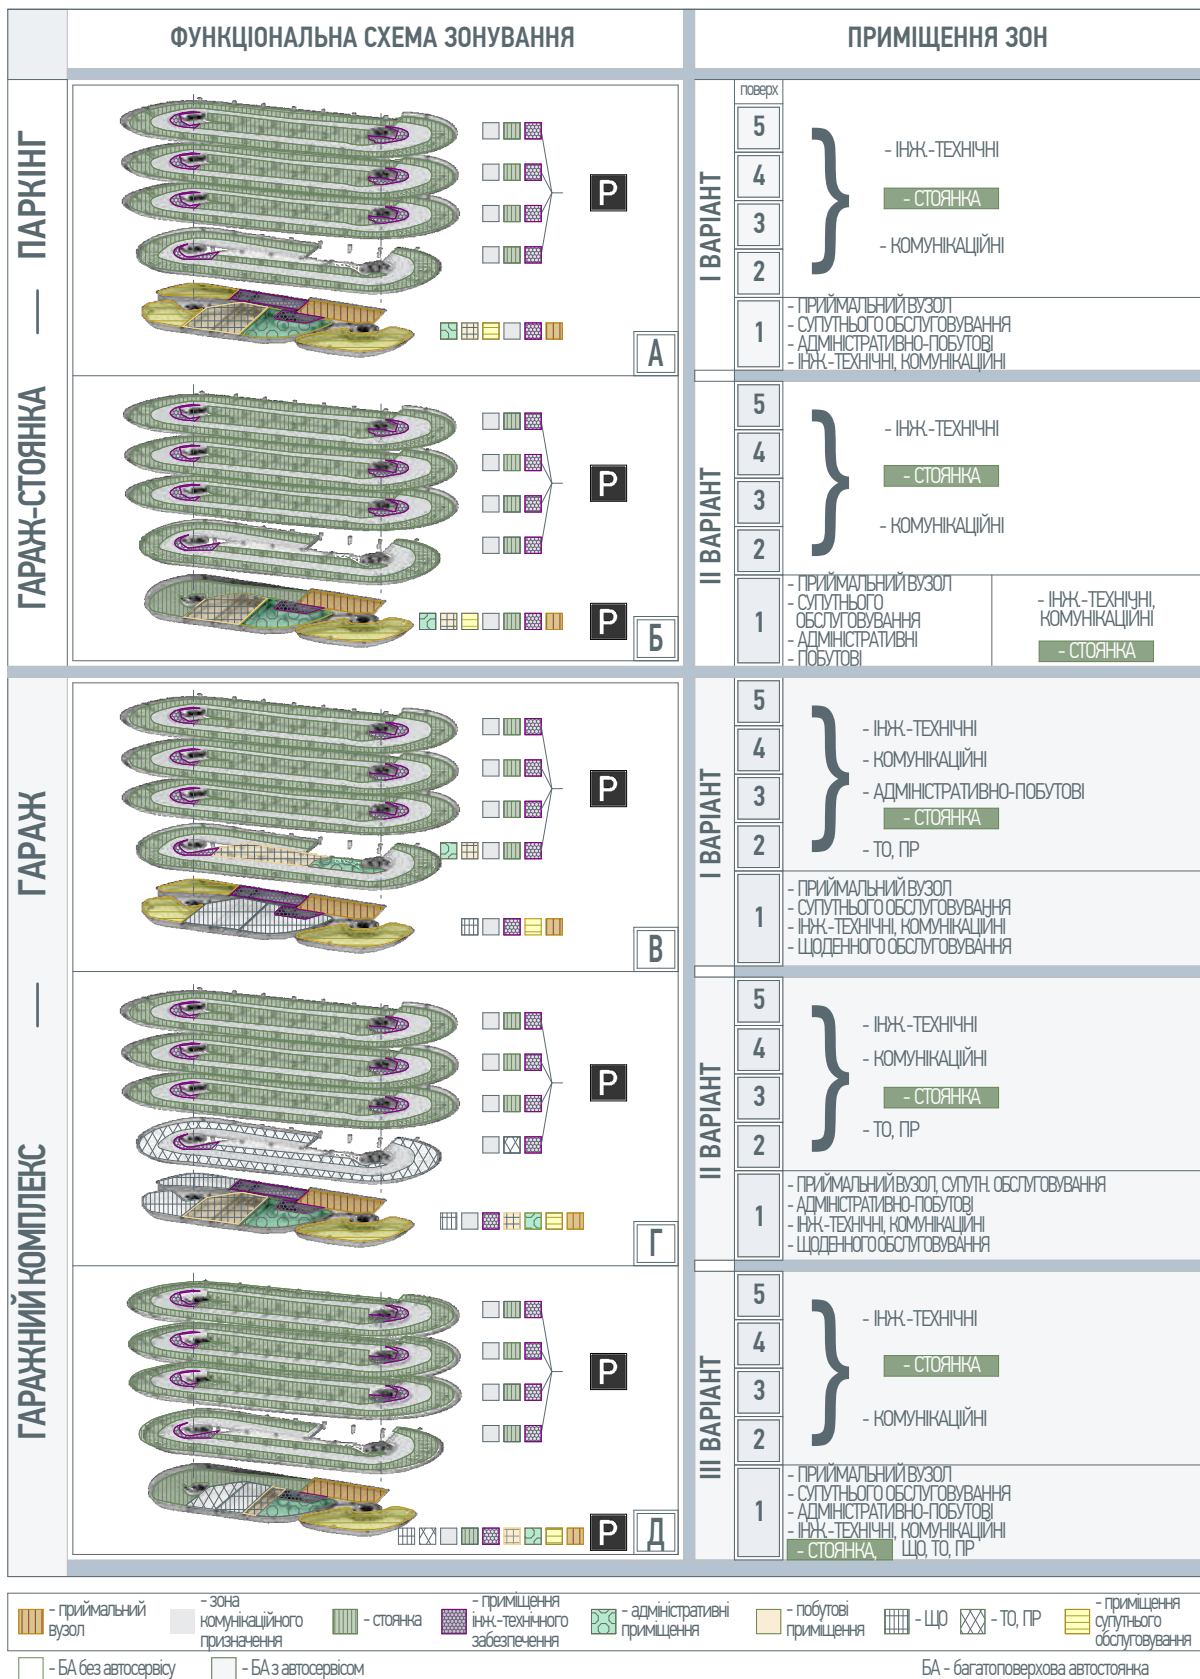 ФУНКЦІОНАЛЬНА СХЕМА ЗОНУВАННЯ
ПРИМІЩЕННЯ ЗОН
ГАРАЖ-СТОЯНКА — ПАРКІНГ
P
А
І ВАРІАНТ
поверх
5
4
3
2
1
- ІНЖ.-ТЕХНІЧНІ
- СТОЯНКА
- КОМУНІКАЦІЙНІ
- ПРИЙМАЛЬНИЙ ВУЗОЛ
- СУПУТНЬОГО ОБСЛУГОВУВАННЯ
- АДМІНІСТРАТИВНО-ПОБУТОВІ
- ІНЖ.-ТЕХНІЧНІ, КОМУНІКАЦІЙНІ
P
P
Б
ІІ ВАРІАНТ
5
4
3
2
1
- ІНЖ.-ТЕХНІЧНІ
- СТОЯНКА
- КОМУНІКАЦІЙНІ
- ПРИЙМАЛЬНИЙ ВУЗОЛ
- СУПУТНЬОГО
ОБСЛУГОВУВАННЯ
- АДМІНІСТРАТИВНІ
- ПОБУТОВІ
- ІНЖ.-ТЕХНІЧНІ,
КОМУНІКАЦІЙНІ
- СТОЯНКА
ГАРАЖНИЙ КОМПЛЕКС — ГАРАЖ
P
В
І ВАРІАНТ
5
4
3
2
1
- ІНЖ.-ТЕХНІЧНІ
- КОМУНІКАЦІЙНІ
- АДМІНІСТРАТИВНО-ПОБУТОВІ
- СТОЯНКА
- ТО, ПР
- ПРИЙМАЛЬНИЙ ВУЗОЛ
- СУПУТНЬОГО ОБСЛУГОВУВАННЯ
- ІНЖ.-ТЕХНІЧНІ, КОМУНІКАЦІЙНІ
- ЩОДЕННОГО ОБСЛУГОВУВАННЯ
P
Г
ІІ ВАРІАНТ
5
4
3
2
1
- ІНЖ.-ТЕХНІЧНІ
- КОМУНІКАЦІЙНІ
- СТОЯНКА
- ТО, ПР
- ПРИЙМАЛЬНИЙ ВУЗОЛ, СУПУТН. ОБСЛУГОВУВАННЯ
- АДМІНІСТРАТИВНО-ПОБУТОВІ
- ІНЖ.-ТЕХНІЧНІ, КОМУНІКАЦІЙНІ
- ЩОДЕННОГО ОБСЛУГОВУВАННЯ
P
P
Д
ІІІ ВАРІАНТ
5
4
3
2
1
- ІНЖ.-ТЕХНІЧНІ
- СТОЯНКА
- КОМУНІКАЦІЙНІ
- ПРИЙМАЛЬНИЙ ВУЗОЛ
- СУПУТНЬОГО ОБСЛУГОВУВАННЯ
- АДМІНІСТРАТИВНО-ПОБУТОВІ
- ІНЖ.-ТЕХНІЧНІ, КОМУНІКАЦІЙНІ
- СТОЯНКА, ЩО, ТО, ПР
- приймальний
вузол
- зона
комунікаційного
призначення
- стоянка
- приміщення
інж.-технічного
забезпечення
- адміністративні
приміщення
- побутові
приміщення
- ЩО
- ТО, ПР
- приміщення
супутнього
обслуговування
- БА без автосервісу
- БА з автосервісом
БА - багатоповерхова автостоянка